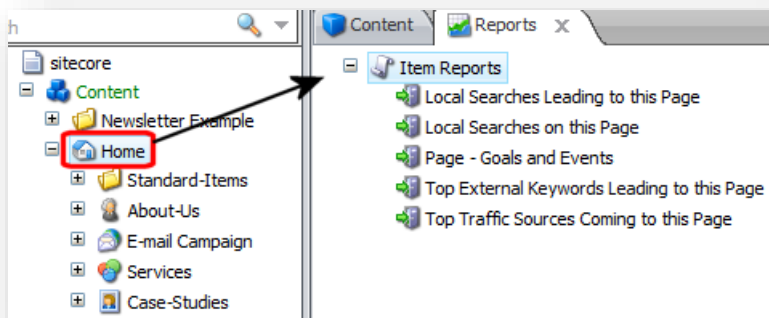 h
Content
Reports X
sitecore
Content
Newsletter Example
Home
Standard-Items
About-Us
E-mail Campaign
Services
Case-Studies
Item Reports
Local Searches Leading to this Page
Local Searches on this Page
Page - Goals and Events
Top External Keywords Leading to this Page
Top Traffic Sources Coming to this Page